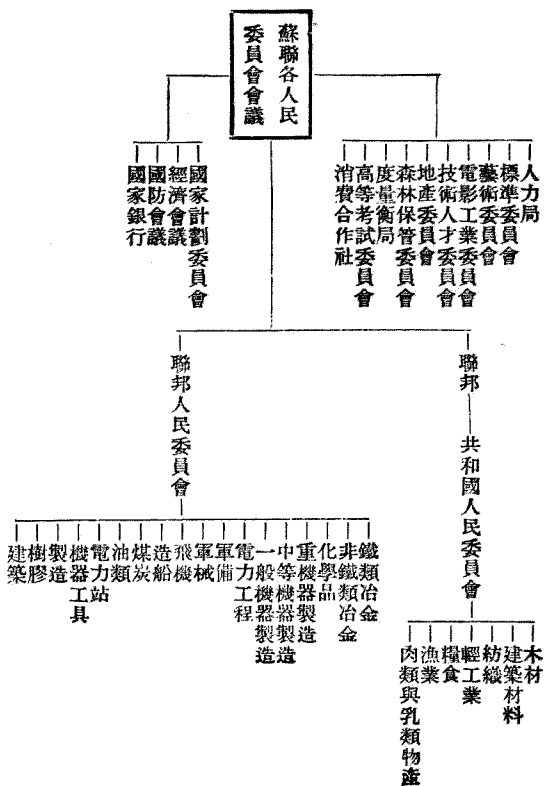 蘇聯各人民
委員會會議
人力局
標準委員會
藝術委員會
電影工業委員會
技術人才委員會
地產委員會
森林保管委員會
度量衡局
高等考試委員會
消費合作社
國家計劃委員會
經濟會議
國防會議
國家銀行
聯邦——共和國人民委員會
木材
建築材料
紡織
輕工業
糧食
漁業
肉類與乳類物產
聯邦人民委員會
鐵類冶金
非鐵類冶金
化學品
重機器製造
中等機器製造
一般機器製造
電力工程
軍備
軍械
飛機
造船
煤炭
油類
電力站
機器工具
製造
樹膠
建築